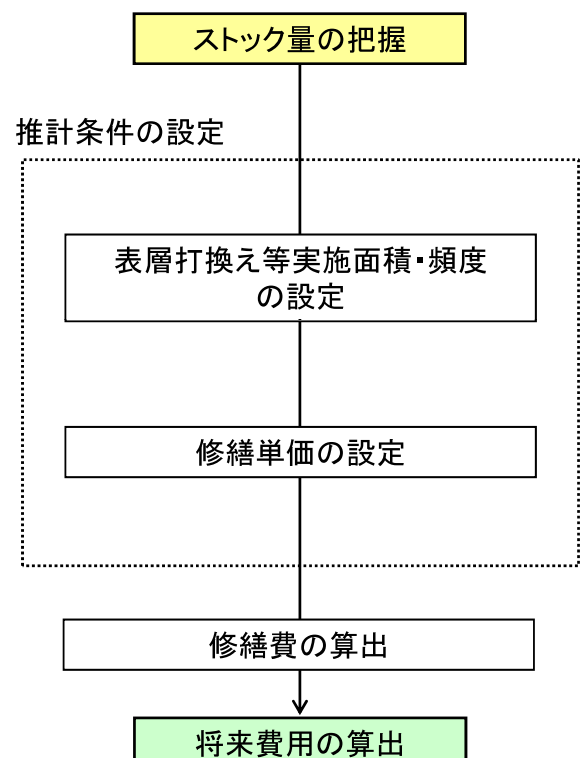 ストック量の把握
推計条件の設定
表層打換え等実施面積・頻度
の設定
修繕単価の設定
修繕費の算出
将来費用の算出